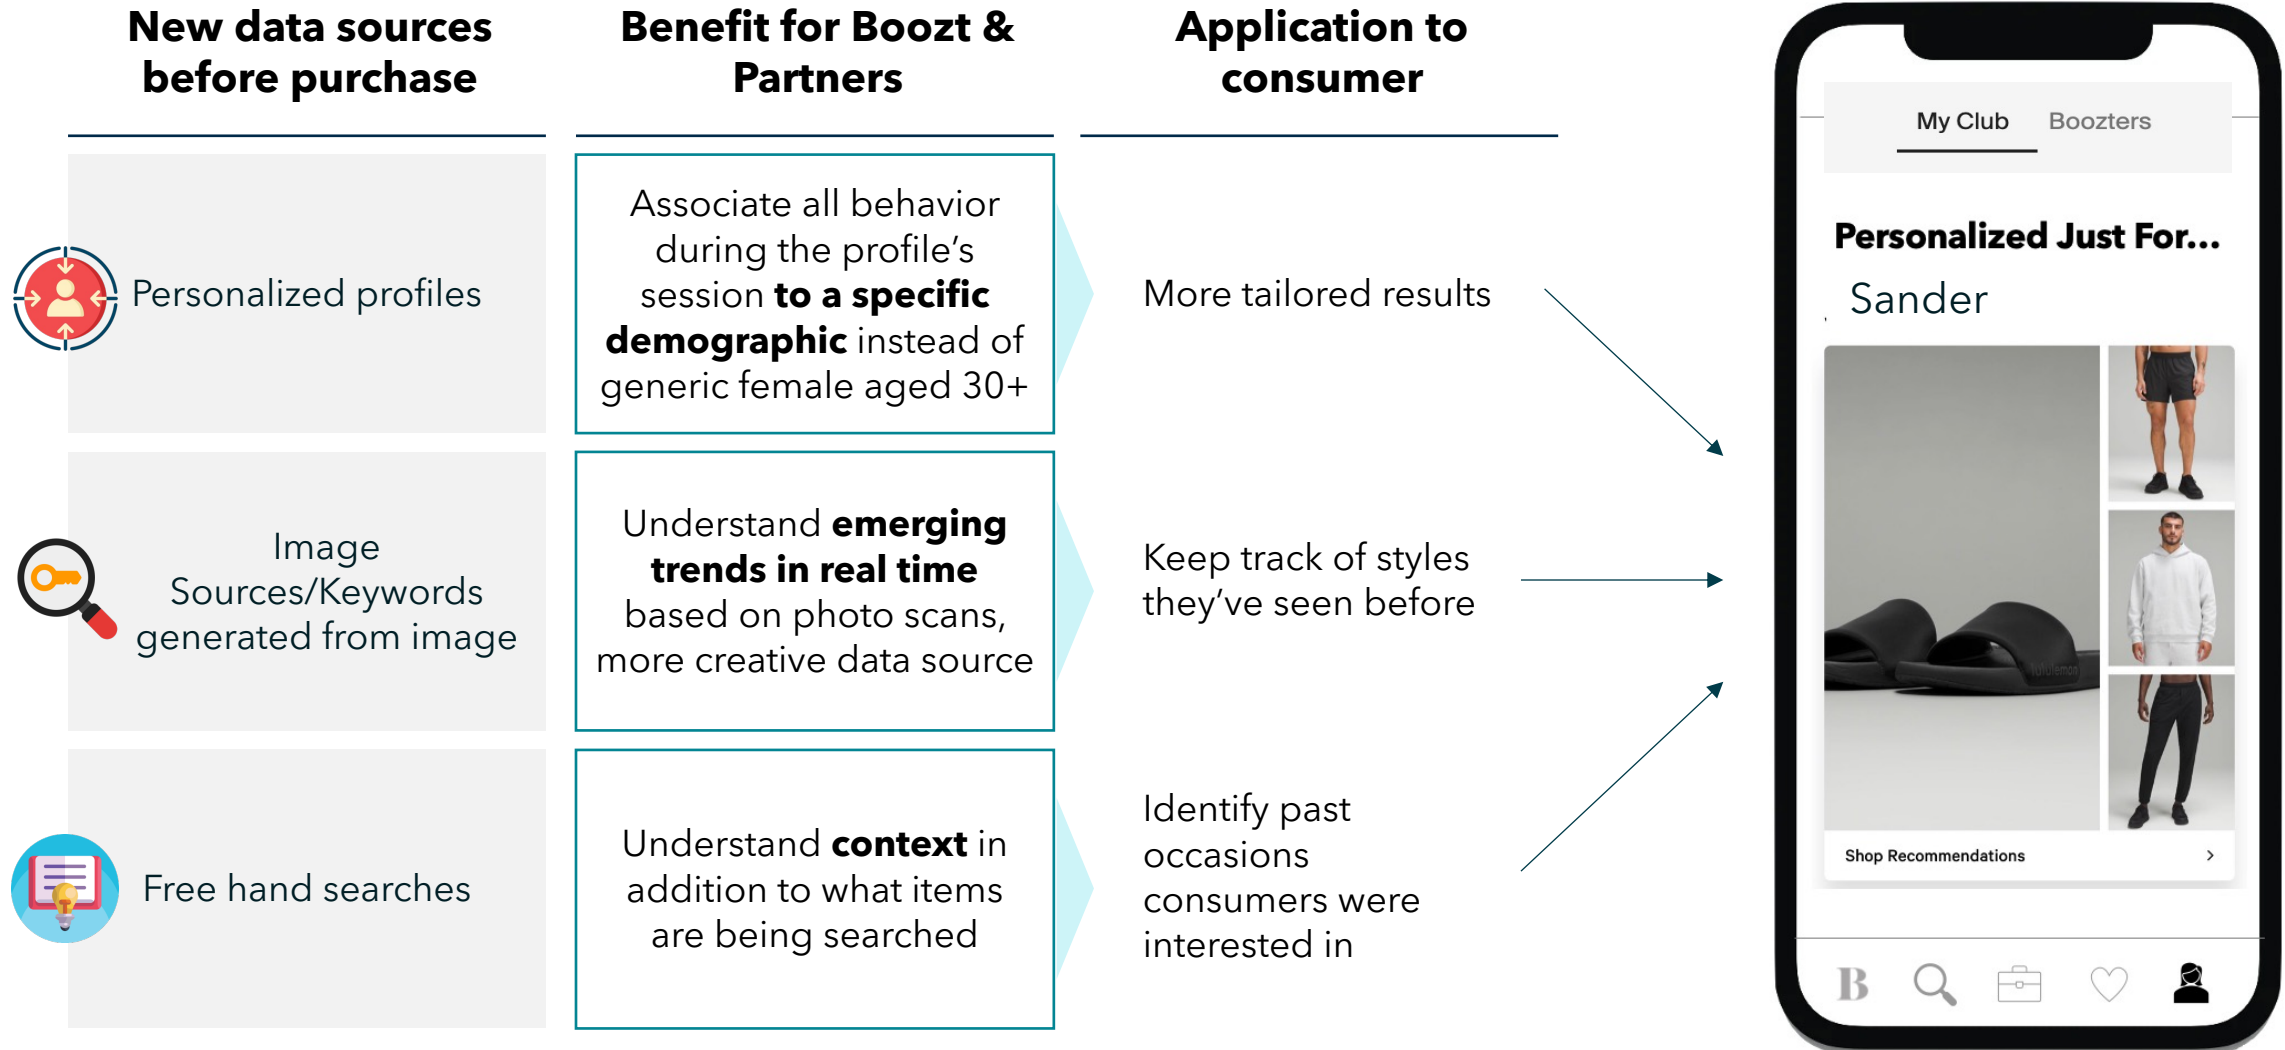 New data sources
before purchase
Benefit for Boozt &
Partners
Application to
consumer
Personalized profiles
Associate all behavior
during the profile's
session to a specific
demographic instead of
generic female aged 30+
More tailored results
Image
Sources/Keywords
generated from image
Understand emerging
trends in real time
based on photo scans,
more creative data source
Keep track of styles
they've seen before
Free hand searches
Understand context in
addition to what items
are being searched
Identify past
occasions
consumers were
interested in
My Club Boozters
Personalized Just For...
Sander
lululemon
Shop Recommendations
B